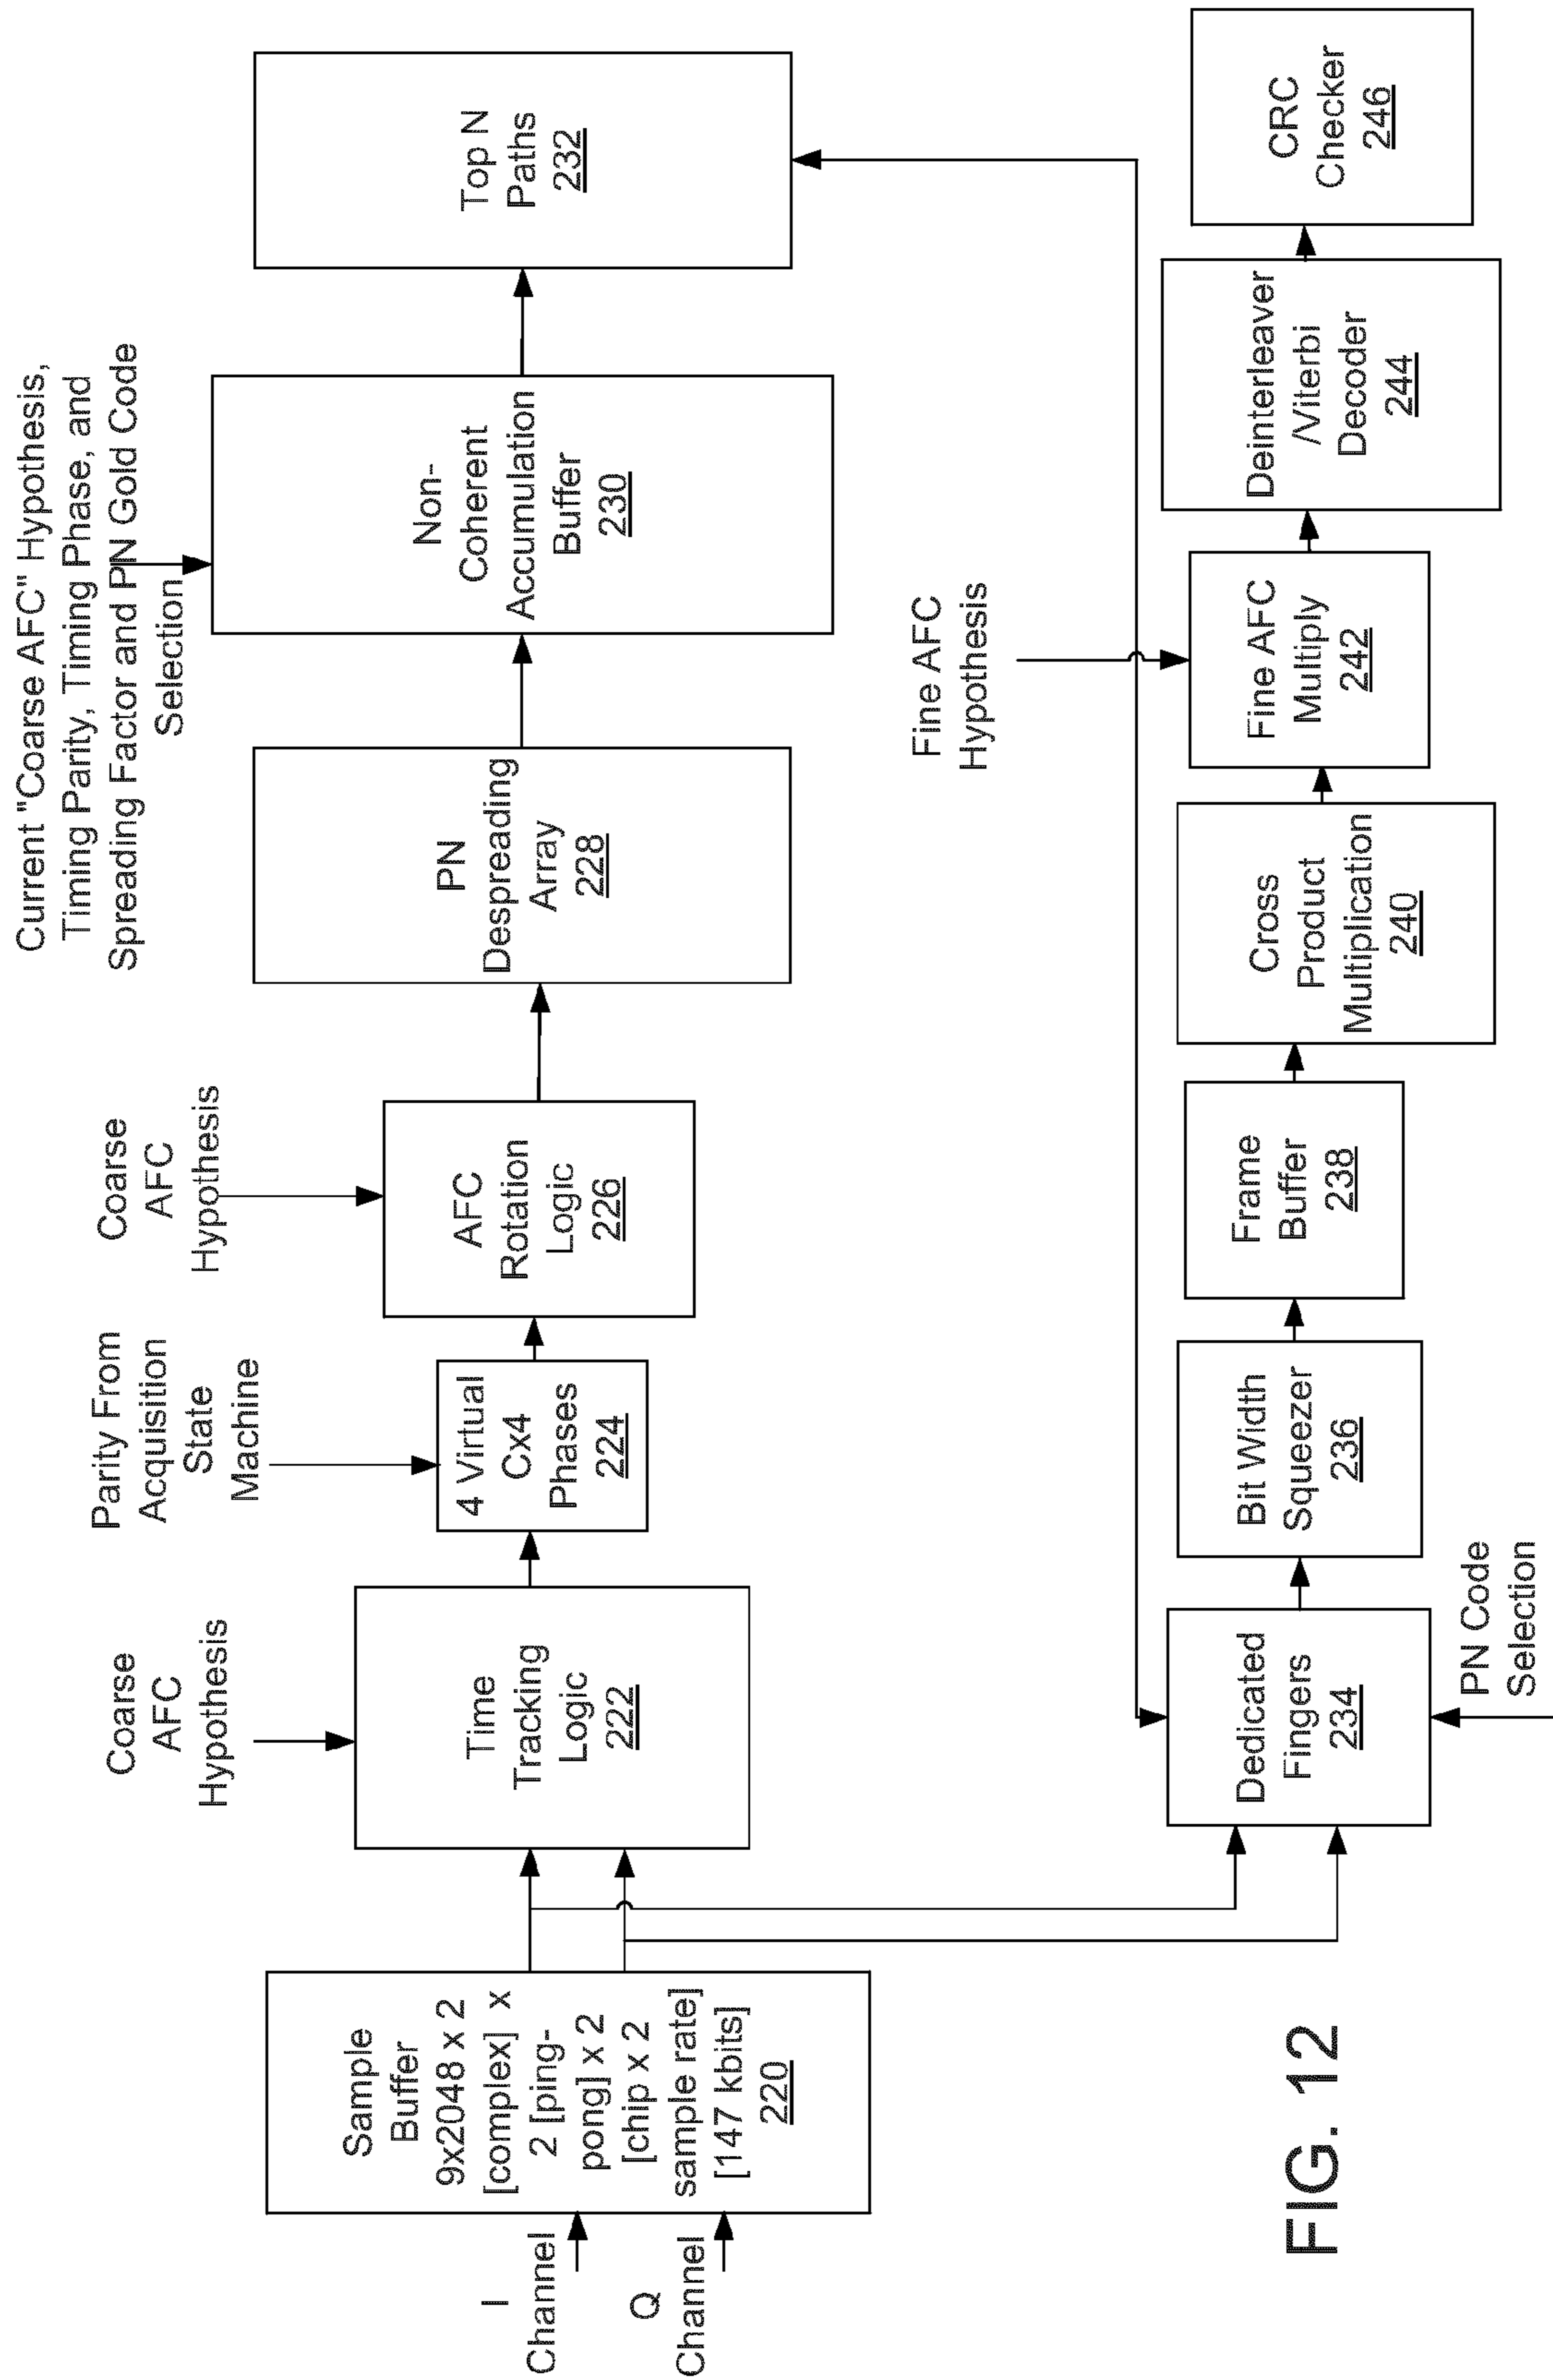 Current "Coarse AFC" Hypothesis,
Timing Parity, Timing Phase, and
Spreading Factor and PN Gold Code
Selection
Coarse
AFC
Hypothesis
Parity From
Acquisition
State
Machine
Coarse
AFC
Hypothesis
I
Channel
Q
Channel
Sample
Buffer
9x2048 x 2
[complex] x
2 [ping-
pong] x 2
[chip x 2
sample rate]
[147 kbits]
220
Time
Tracking
Logic
222
4 Virtual
Cx4
Phases
224
AFC
Rotation
Logic
226
PN
Despreading
Array
228
Non-
Coherent
Accumulation
Buffer
230
Top N
Paths
232
Fine AFC
Hypothesis
Dedicated
Fingers
234
PN Code
Selection
Bit Width
Squeezer
236
Frame
Buffer
238
Cross
Product
Multiplication
240
Fine AFC
Multiply
242
Deinterleaver
/Viterbi
Decoder
244
CRC
Checker
246
FIG. 12